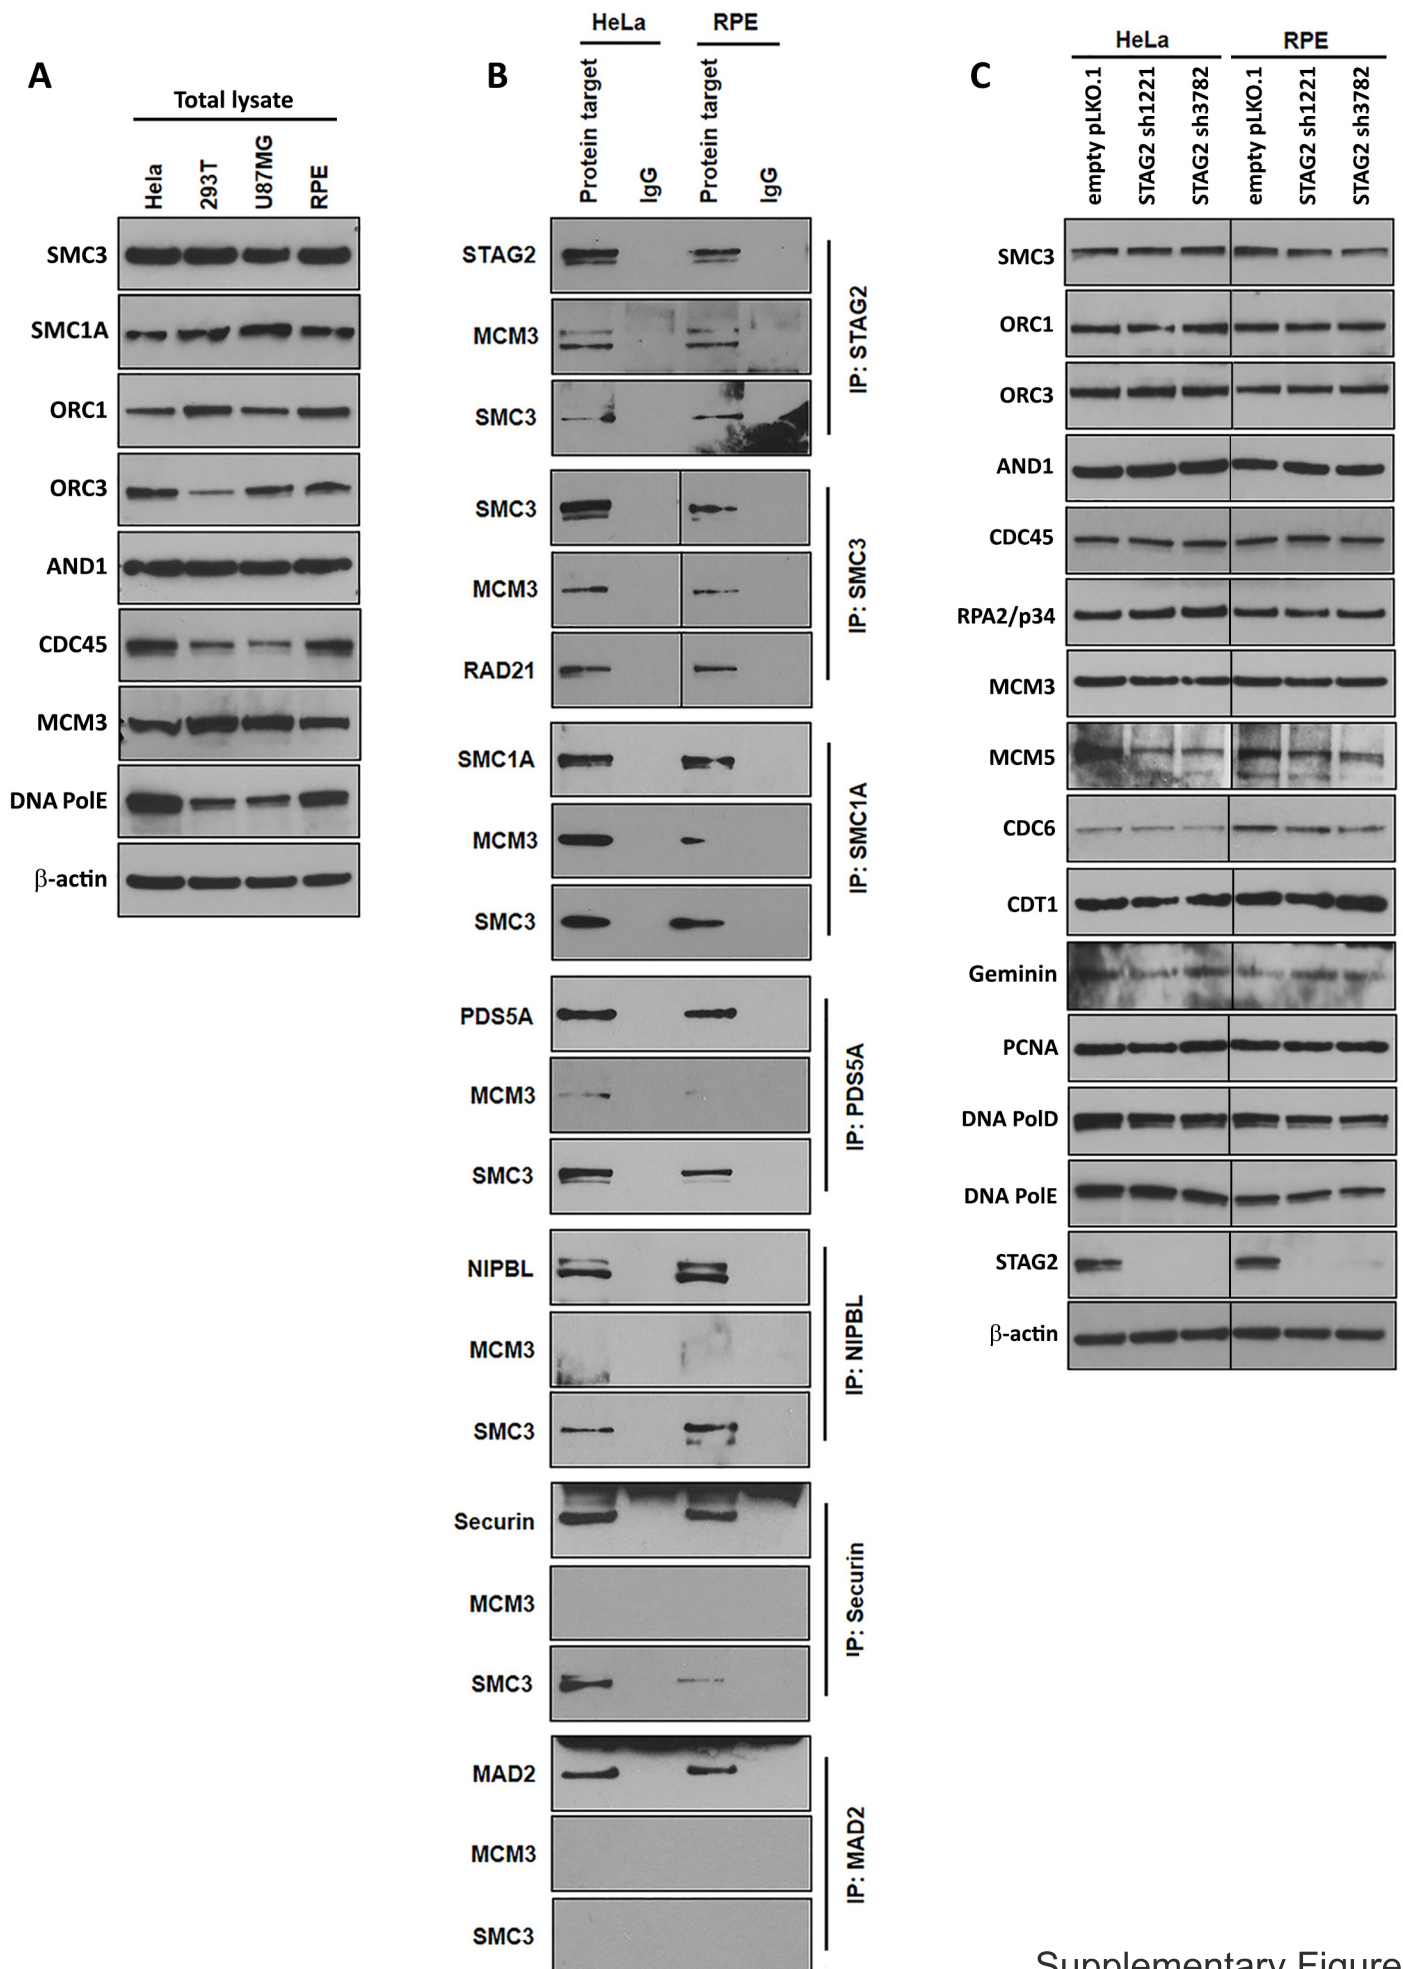 A
Total lysate
Hela
293T
U87MG
RPE
SMC3
SMC1A
ORC1
ORC3
AND1
CDC45
MCM3
DNA PolE
β-actin
B
HeLa
RPE
Protein target
IgG
Protein target
IgG
STAG2
MCM3
SMC3
IP: STAG2
SMC3
MCM3
RAD21
IP: SMC3
SMC1A
MCM3
SMC3
IP: SMC1A
PDS5A
MCM3
SMC3
IP: PDS5A
NIPBL
MCM3
SMC3
IP: NIPBL
Securin
MCM3
SMC3
IP: Securin
MAD2
MCM3
SMC3
IP: MAD2
C
HeLa
RPE
empty pLKO.1
STAG2 sh1221
STAG2 sh3782
empty pLKO.1
STAG2 sh1221
STAG2 sh3782
SMC3
ORC1
ORC3
AND1
CDC45
RPA2/p34
MCM3
MCM5
CDC6
CDT1
Geminin
PCNA
DNA PolD
DNA PolE
STAG2
β-actin
Supplementary Figure